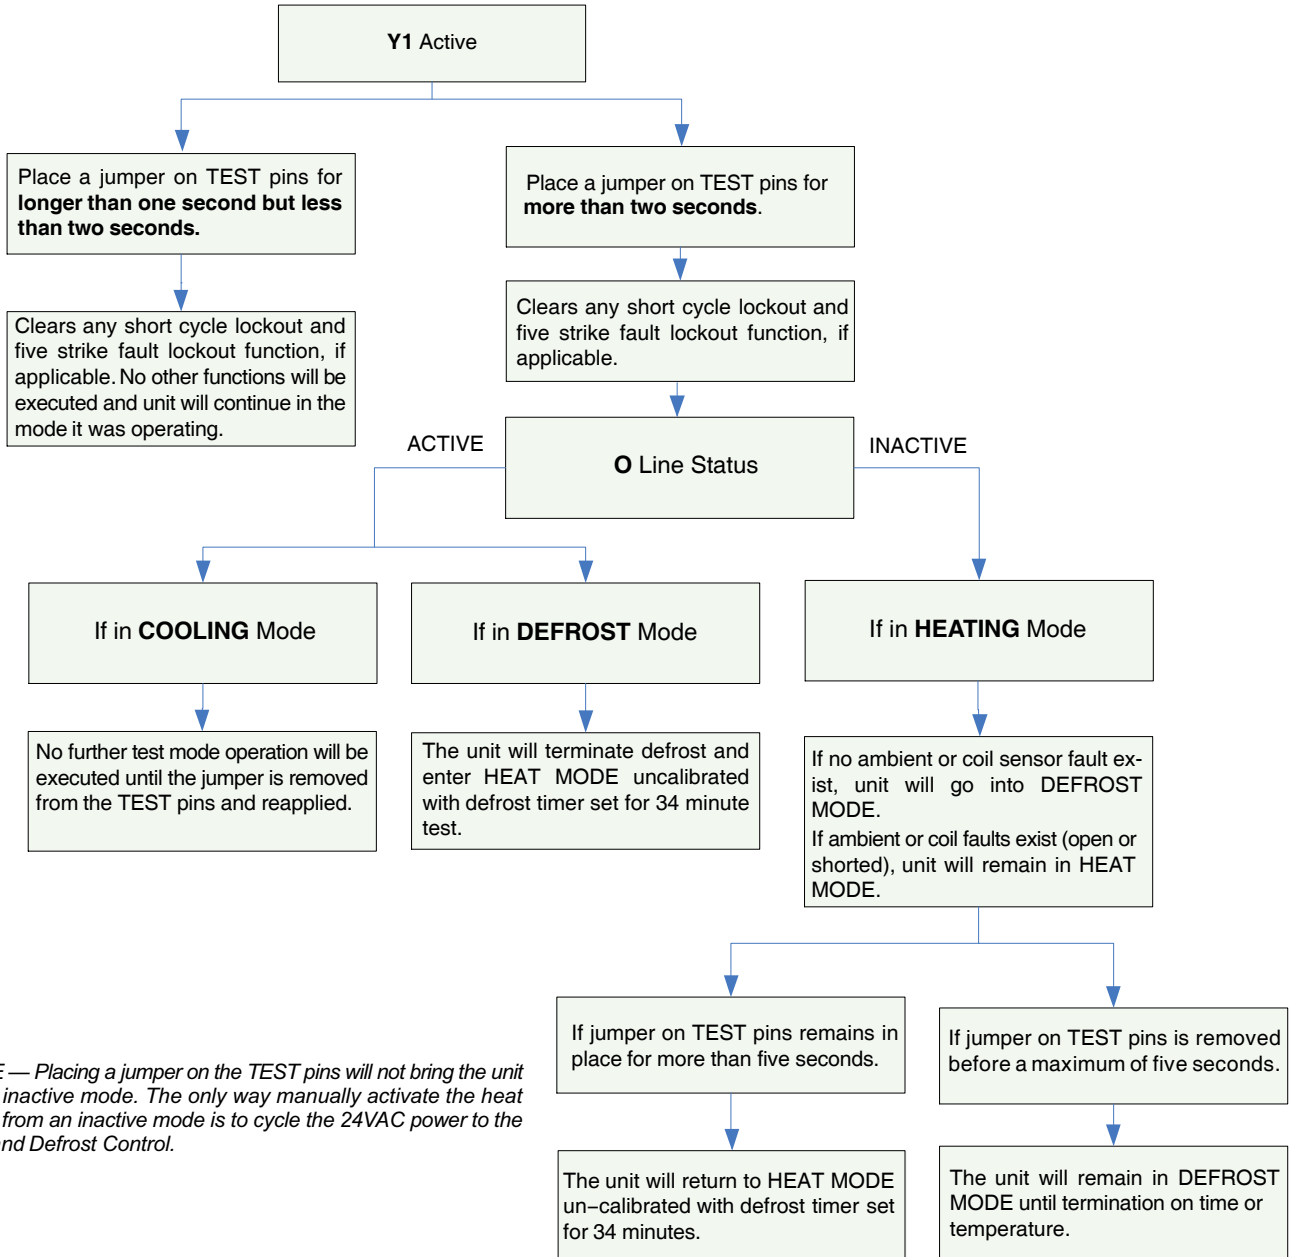 Y1 Active
Place a jumper on TEST pins for
longer than one second but less
than two seconds.
Place a jumper on TEST pins for
more than two seconds.
Clears any short cycle lockout and
five strike fault lockout function, if
applicable. No other functions will be
executed and unit will continue in the
mode it was operating.
Clears any short cycle lockout and
five strike fault lockout function, if
applicable.
ACTIVE
O Line Status
INACTIVE
If in COOLING Mode
If in DEFROST Mode
If in HEATING Mode
No further test mode operation will be
executed until the jumper is removed
from the TEST pins and reapplied.
The unit will terminate defrost and
enter HEAT MODE uncalibrated
with defrost timer set for 34 minute
test.
If no ambient or coil sensor fault ex-
ist, unit will go into DEFROST
MODE.
If ambient or coil faults exist (open or
shorted), unit will remain in HEAT
MODE.
If jumper on TEST pins remains in
place for more than five seconds.
If jumper on TEST pins is removed
before a maximum of five seconds.
E — Placing a jumper on the TEST pins will not bring the unit
inactive mode. The only way manually activate the heat
from an inactive mode is to cycle the 24VAC power to the
nd Defrost Control.
The unit will return to HEAT MODE
un–calibrated with defrost timer set
for 34 minutes.
The unit will remain in DEFROST
MODE until termination on time or
temperature.